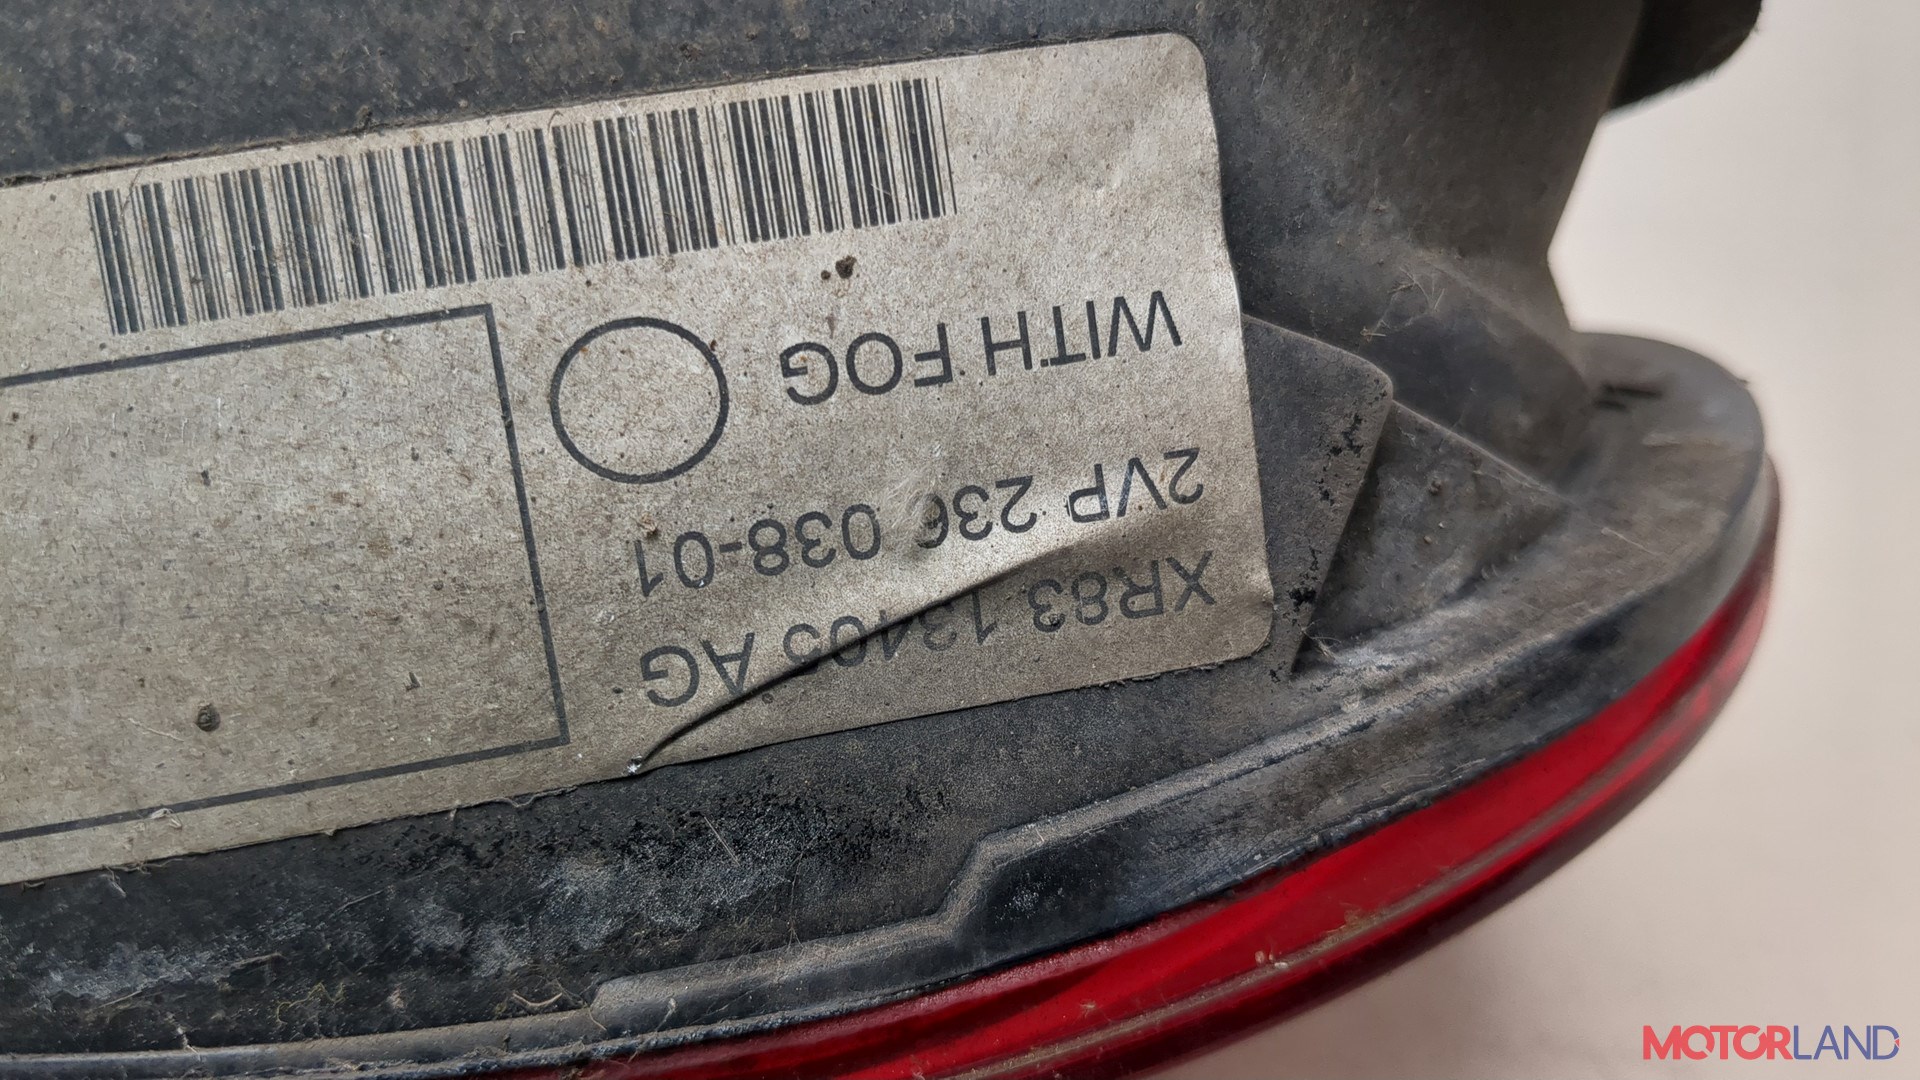 XR83 13405 AG
2VP 236 038-01
WITH FOG
MOTORLAND